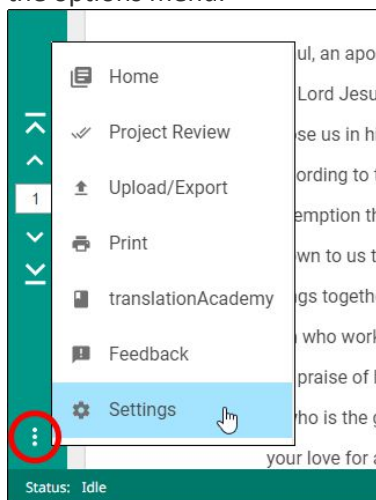 the options menu.
ul, an apo
Home
Lord Jesu
Project Review
ose us in hi
Upload/Export
ording to t
1
emption th
Print
wn to us t
translationAcademy
gs togeth
who work
Feedback
praise of
Settings
who is the g
your love for a
Status: Idle